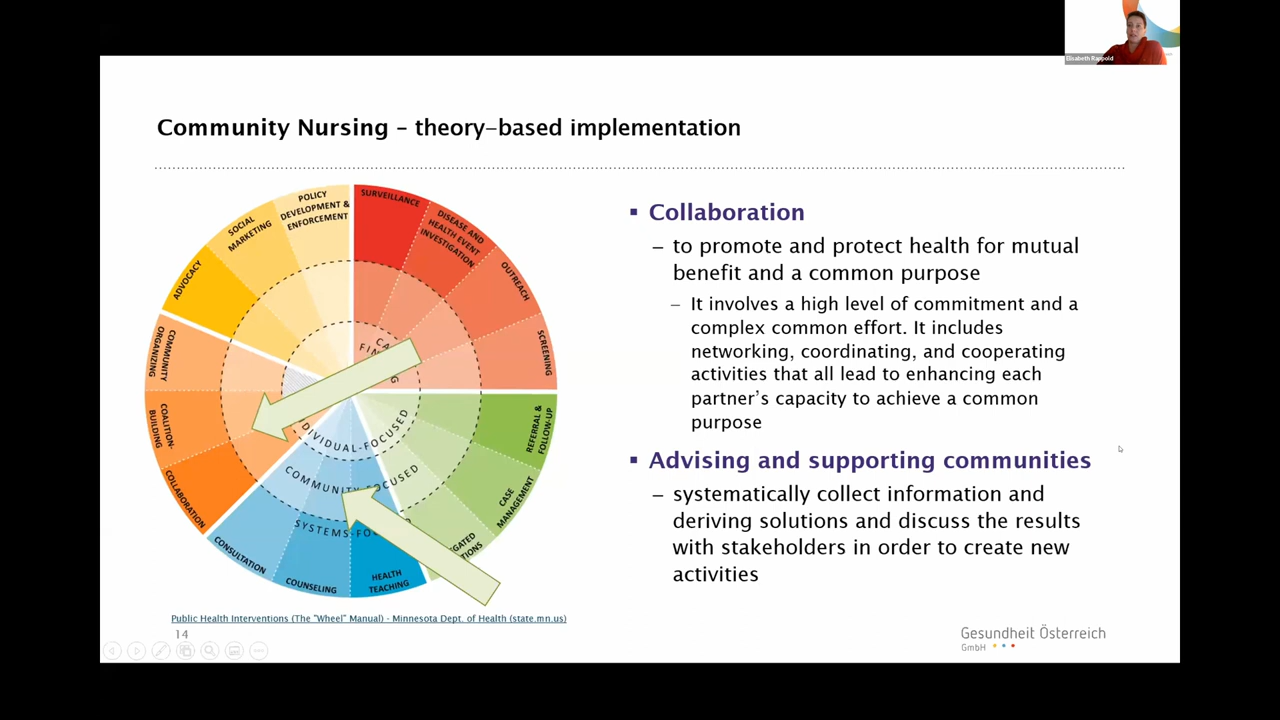 Elisabeth Rappold
Community Nursing – theory-based implementation
POLICY
DEVELOPMENT &
ENFORCEMENT
SURVEILLANCE
SOCIAL
MARKETING
DISEASE AND
HEALTH EVENT
INVESTIGATION
ADVOCACY
OUTREACH
COMMUNITY
ORGANIZING
SCREENING
COALITION-
BUILDING
REFERRAL &
FOLLOW-UP
COLLABORATION
CASE
MANAGEMENT
CONSULTATION
COUNSELING
HEALTH
TEACHING
DIVIDUAL-FOCUSED
COMMUNITY FOCUSED
SYSTEMS-FO
▪ Collaboration
– to promote and protect health for mutual
benefit and a common purpose
– It involves a high level of commitment and a
complex common effort. It includes
networking, coordinating, and cooperating
activities that all lead to enhancing each
partner's capacity to achieve a common
purpose
▪ Advising and supporting communities
– systematically collect information and
deriving solutions and discuss the results
with stakeholders in order to create new
activities
Public Health Interventions (The "Wheel" Manual) - Minnesota Dept. of Health (state.mn.us)
14
Gesundheit Österreich
GmbH